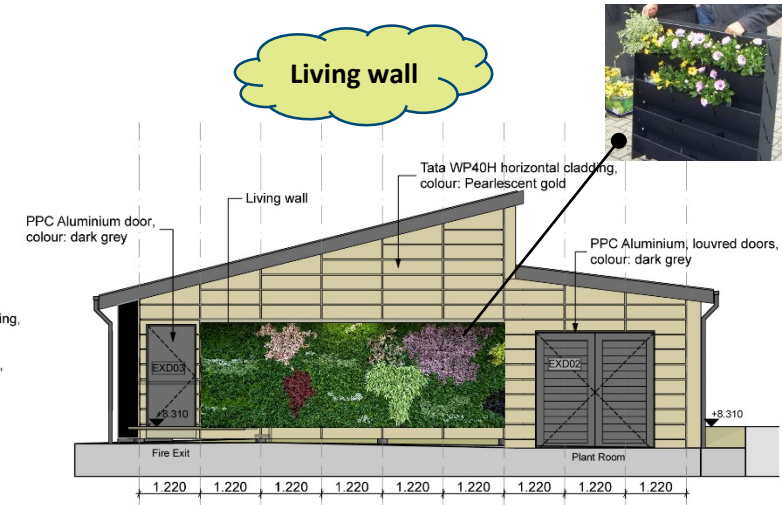 Living wall
Tata WP40H horizontal cladding,
colour: Pearlescent gold
Living wall
PPC Aluminium door,
colour: dark grey
PPC Aluminium, louvred doors,
colour: dark grey
ing,
,
EXD03
EXD02
+8.310
+8.310
Fire Exit
Plant Room
1.220 1.220 1.220 1.220 1.220 1.220 1.220 1.220 1.220